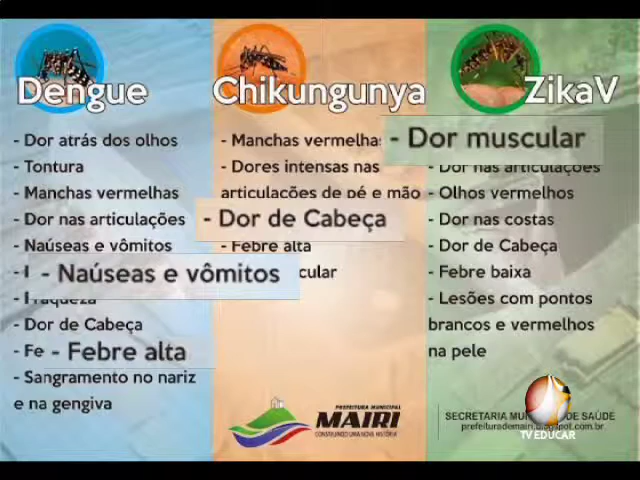 Dengue
- Dor atrás dos olhos
- Tontura
- Manchas vermelhas
- Dor nas articulações
- Naúseas e vômitos
- Naúseas e vômitos
- Fraqueza
- Dor de Cabeça
- Fe
- Febre alta
- Sangramento no nariz
e na gengiva
Chikungunya
- Manchas vermelhas
- Dores intensas nas
articulações de pé e mão
- Dor de Cabeça
- Febre alta
cular
ZikaV
- Dor muscular
- Dor nas articulações
- Olhos vermelhos
- Dor nas costas
- Dor de Cabeça
- Febre baixa
- Lesões com pontos
brancos e vermelhos
na pele
PREFEITURA MUNICIPAL
MAIRI
CONSTRUINDO UMA NOVA HISTÓRIA
SECRETARIA DE SAÚDE
prefeiturademairi.blogspot.com.br
TV EDUCAR